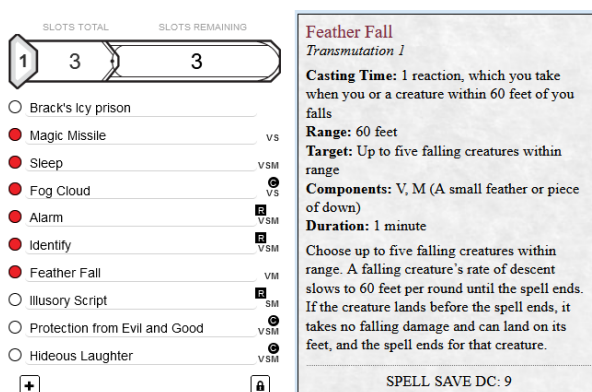 SLOTS TOTAL SLOTS REMAINING
1 3 3
Brack's Icy prison
Magic Missile VS
Sleep VSM
Fog Cloud C VS
Alarm R VSM
Identify R VSM
Feather Fall VM
Illusory Script R SM
Protection from Evil and Good C VSM
Hideous Laughter C VSM
Feather Fall
Transmutation 1
Casting Time: 1 reaction, which you take
when you or a creature within 60 feet of you
falls
Range: 60 feet
Target: Up to five falling creatures within
range
Components: V, M (A small feather or piece
of down)
Duration: 1 minute
Choose up to five falling creatures within
range. A falling creature's rate of descent
slows to 60 feet per round until the spell ends.
If the creature lands before the spell ends, it
takes no falling damage and can land on its
feet, and the spell ends for that creature.
SPELL SAVE DC: 9